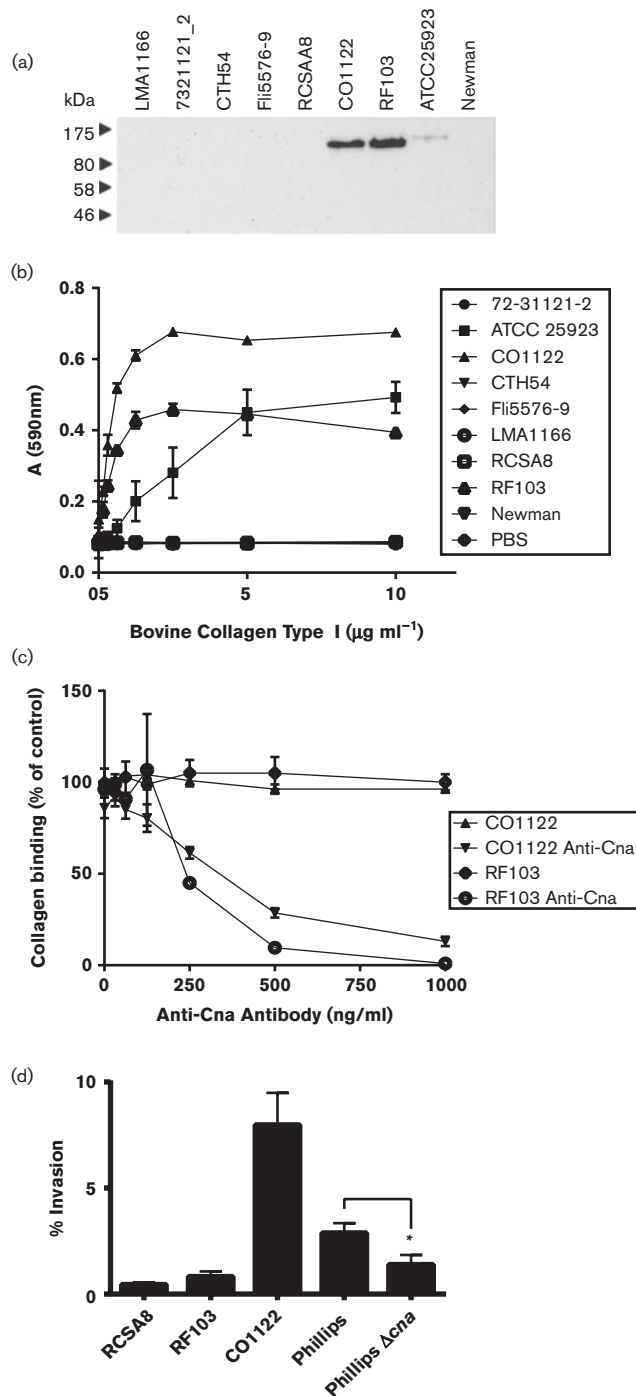 (a)
LMA1166
7321121_2
CTH54
Fli5576-9
RCSAA8
CO1122
RF103
ATCC25923
Newman
kDa
175
80
58
46
(b)
0.8
0.6
0.4
0.2
0.0
A (590nm)
05
5
10
Bovine Collagen Type I (µg ml⁻¹)
72-31121-2
ATCC 25923
CO1122
CTH54
Fli5576-9
LMA1166
RCSA8
RF103
Newman
PBS
(c)
150
100
50
0
Collagen binding (% of control)
0
250
500
750
1000
Anti-Cna Antibody (ng/ml)
CO1122
CO1122 Anti-Cna
RF103
RF103 Anti-Cna
(d)
10
5
0
% Invasion
*
RCSA8
RF103
CO1122
Phillips
Phillips Δcna